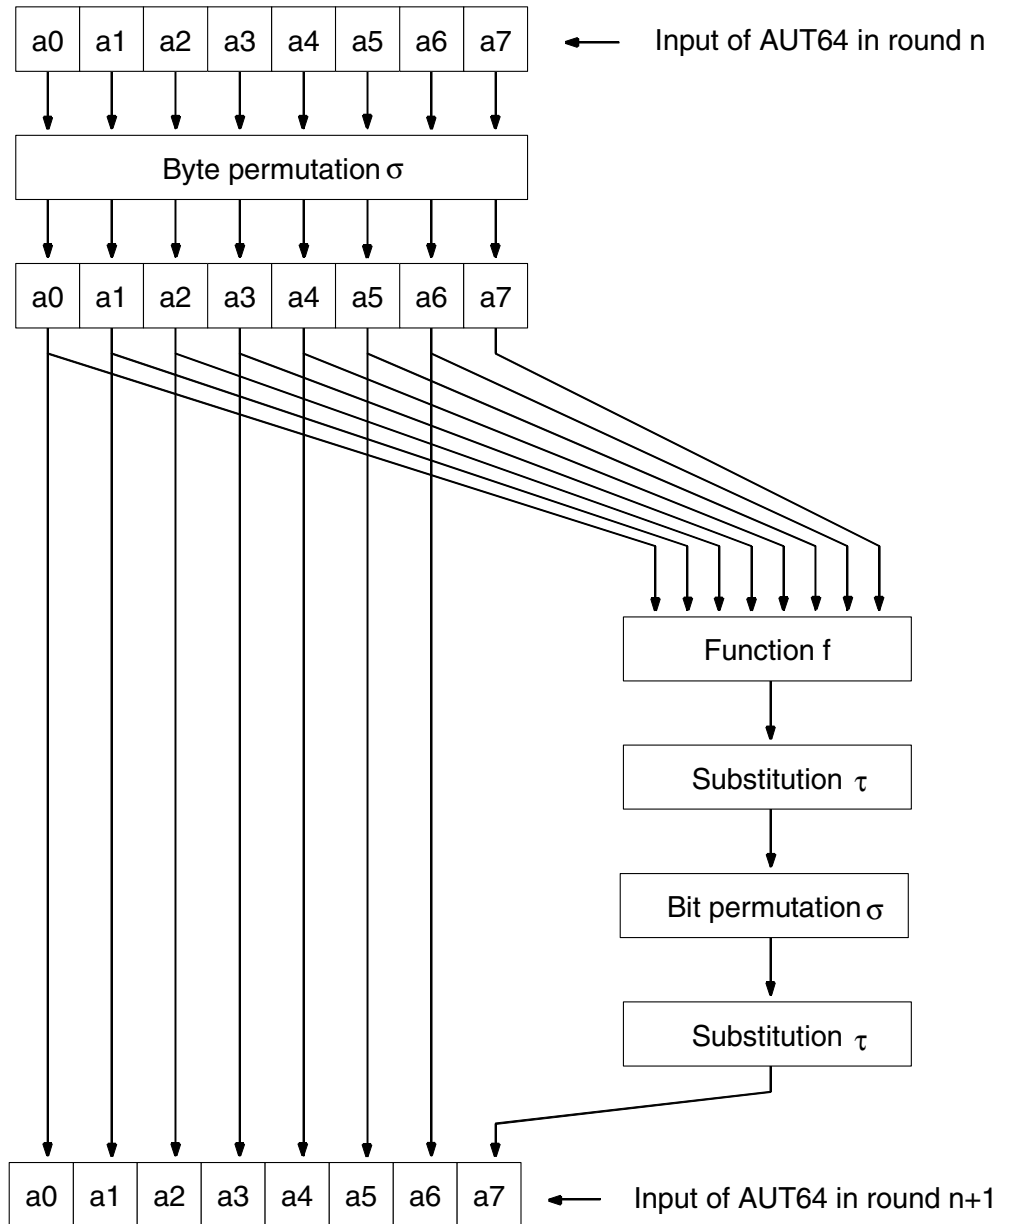 a0 a1 a2 a3 a4 a5 a6 a7 Input of AUT64 in round n
Byte permutation σ
a0 a1 a2 a3 a4 a5 a6 a7
Function f
Substitution τ
Bit permutation σ
Substitution τ
a0 a1 a2 a3 a4 a5 a6 a7 Input of AUT64 in round n+1